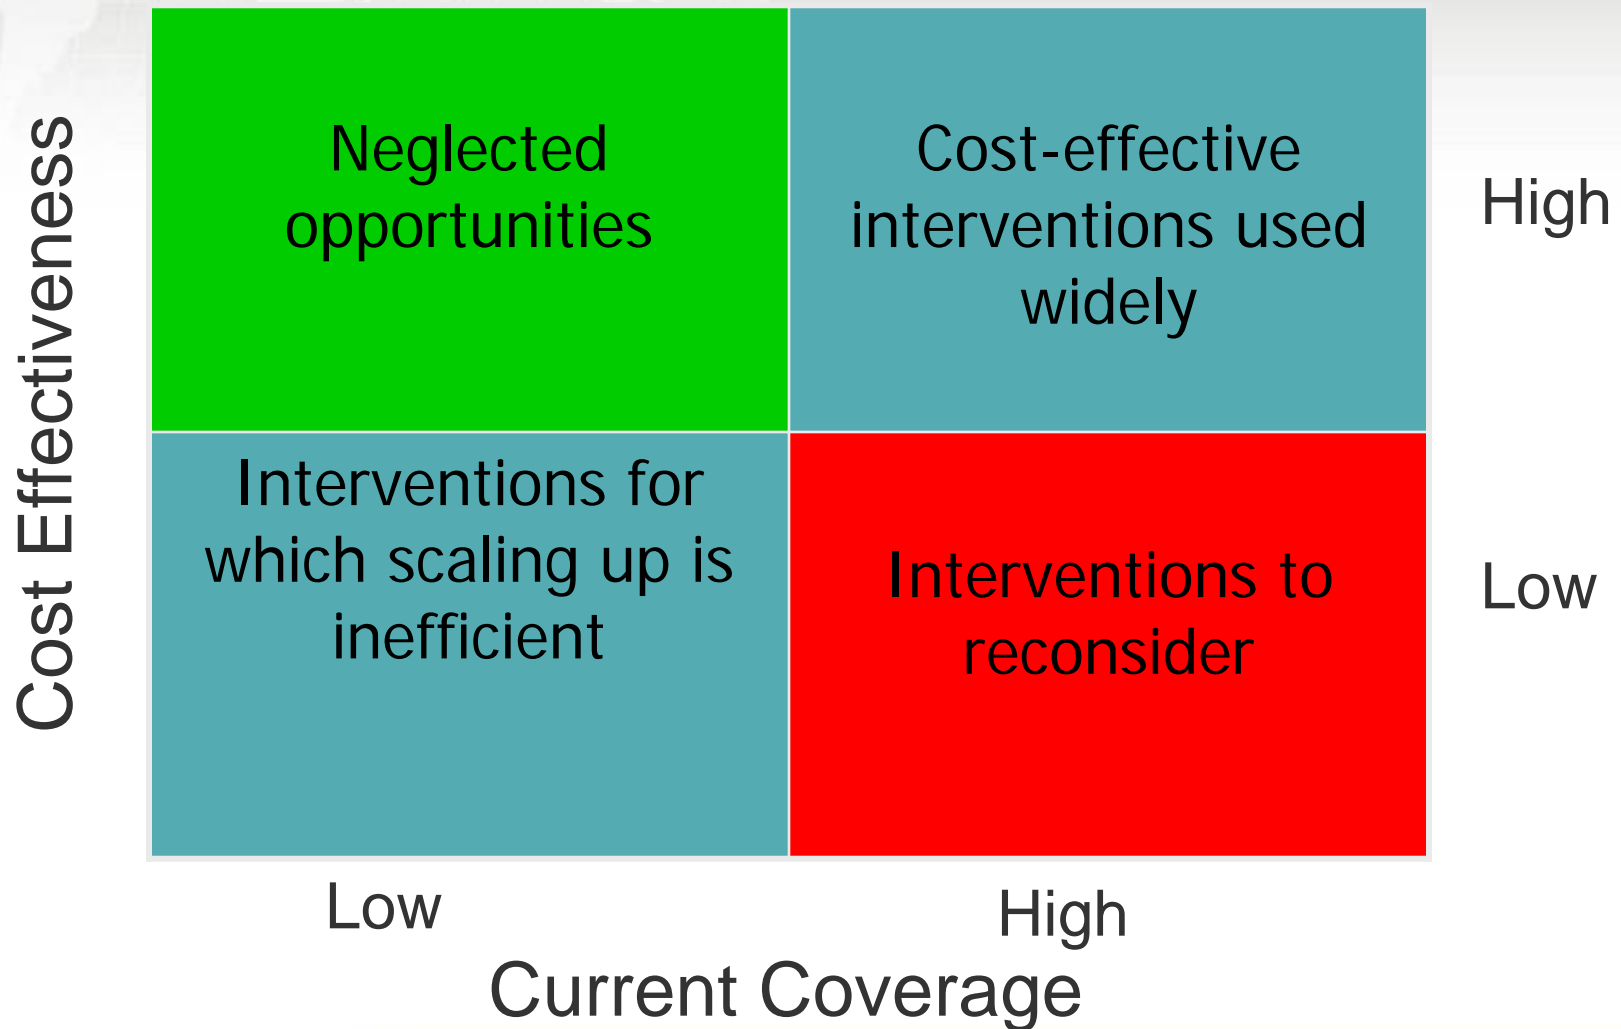 Cost Effectiveness
Neglected
opportunities
Cost-effective
interventions used
widely
High
Interventions for
which scaling up is
inefficient
Interventions to
reconsider
Low
Low
High
Current Coverage